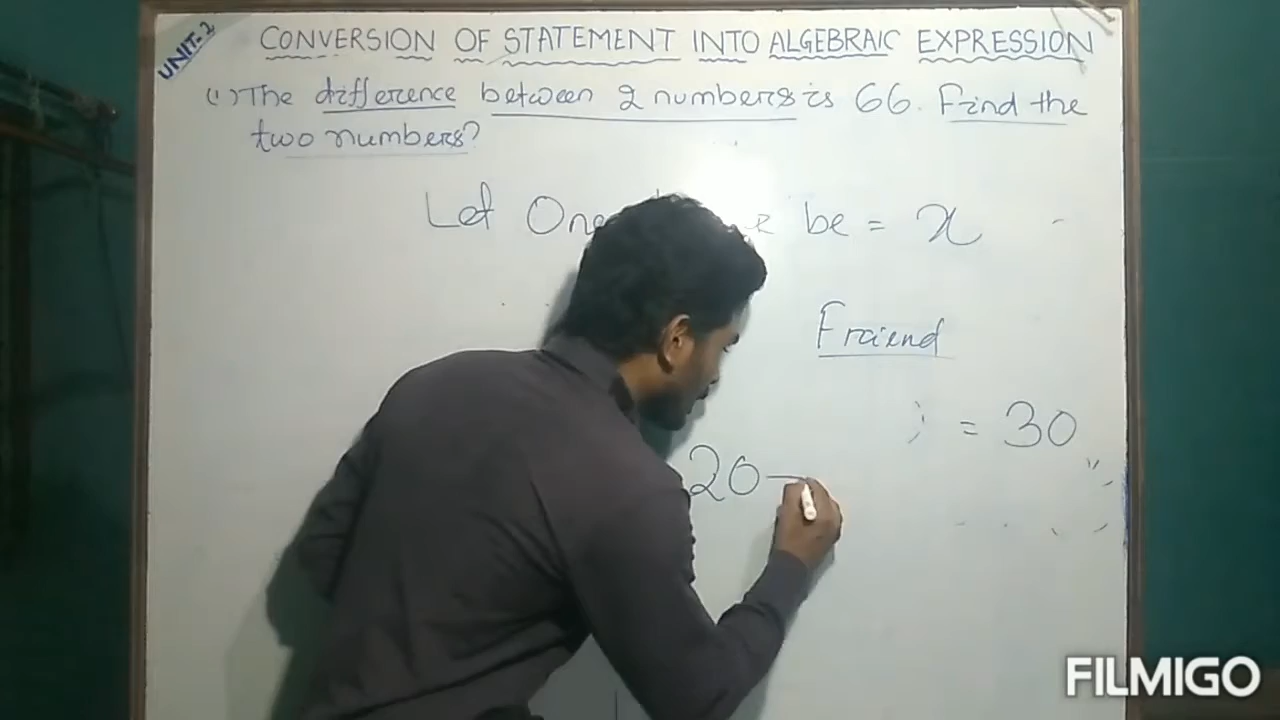 UNIT-2
CONVERSION OF STATEMENT INTO ALGEBRAIC EXPRESSION
(1) The difference between 2 numbers is 66. Find the
two numbers?
Let One be = x
Fraiend
= 30
20 -
FILMIGO